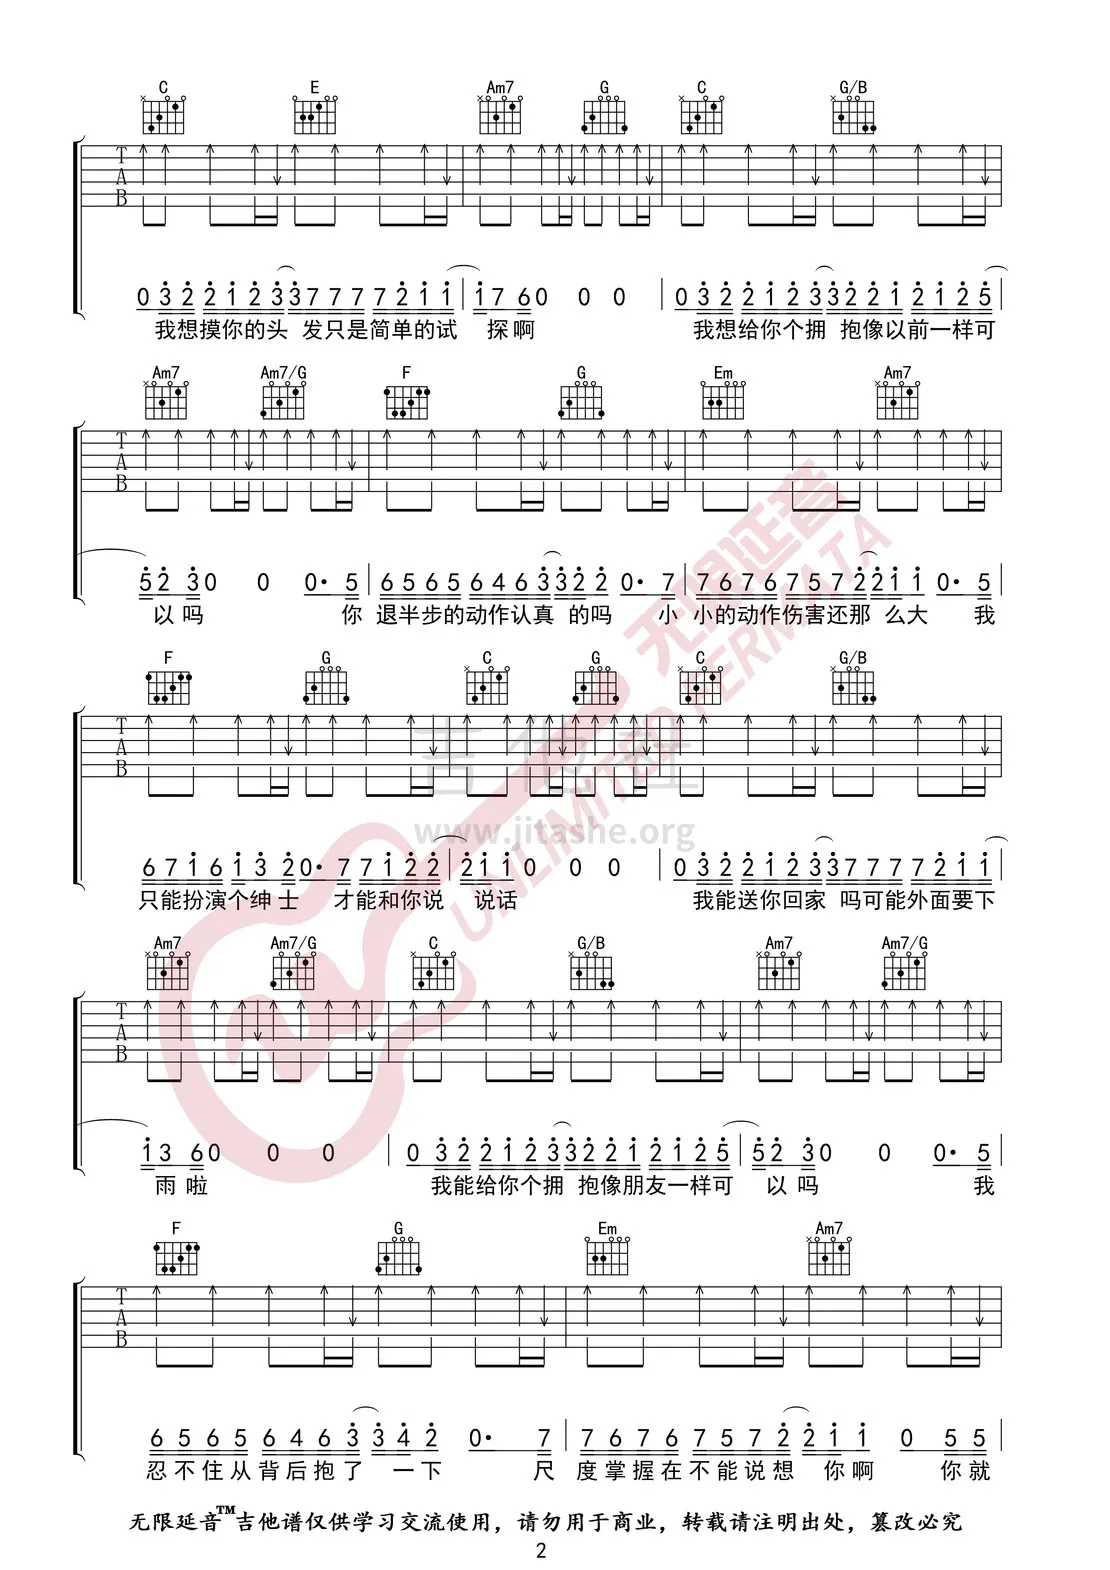 C E Am7 G C G/B
T A B
0 3 2 2 1 2 3 3 7 7 7 7 2 1 1 | 1 7 6 0 0 0 | 0 3 2 2 1 2 3 3 2 2 1 2 1 2 5
我想摸你的头 发只是简单的试 探啊 我想给你个拥 抱像以前一样可
Am7 Am7/G F G Em Am7
T A B
5 2 3 0 0 0· 5 | 6 5 6 5 6 4 6 3 3 2 2 0· 7 | 7 6 7 6 7 5 7 2 2 1 1 0· 5
以吗 你 退半步的动作认真 的吗 小 小的动作伤害还那 么大 我
F G C G C G/B
T A B
6 7 1 6 1 3 2 0· 7 7 1 2 2 | 2 1 1 0 0 0 | 0 3 2 2 1 2 3 3 7 7 7 7 2 1 1
只能扮演个绅士 才能和你说 说话 我能送你回家 吗可能外面要下
Am7 Am7/G C G/B Am7 Am7/G
T A B
1 3 6 0 0 0 | 0 3 2 2 1 2 3 3 2 2 1 2 1 2 5 | 5 2 3 0 0 0· 5
雨啦 我能给你个拥 抱像朋友一样可 以吗 我
F G Em Am7
T A B
6 5 6 5 6 4 6 3 3 4 2 0· 7 | 7 6 7 6 7 5 7 2 2 1 1 0 5 5
忍不住从背后抱了 一下 尺 度掌握在不能说想 你啊 你就
无限延音
UNLIMITED FERMATA
吉他社
www.jitashe.org
无限延音™吉他谱仅供学习交流使用，请勿用于商业，转载请注明出处，篡改必究
2